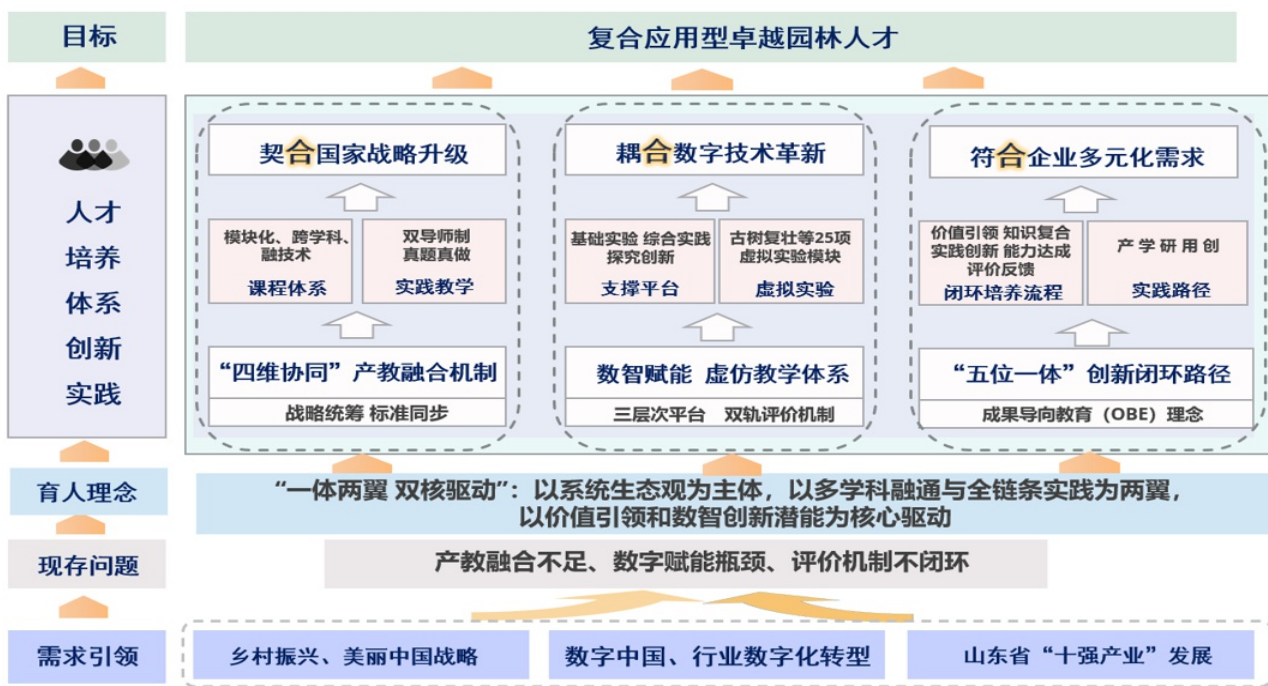 目标
复合应用型卓越园林人才
人才
培养
体系
创新
实践
契合国家战略升级
模块化、跨学科、
融技术
课程体系
双导师制
真题真做
实践教学
“四维协同”产教融合机制
战略统筹 标准同步
耦合数字技术革新
基础实验 综合实践
探究创新
支撑平台
古树复壮等25项
虚拟实验模块
虚拟实验
数智赋能 虚仿教学体系
三层次平台 双轨评价机制
符合企业多元化需求
价值引领 知识复合
实践创新 能力达成
评价反馈
闭环培养流程
产 学 研 用 创
实践路径
“五位一体”创新闭环路径
成果导向教育（OBE）理念
育人理念
“一体两翼 双核驱动”：以系统生态观为主体，以多学科融通与全链条实践为两翼，
以价值引领和数智创新潜能为核心驱动
现存问题
产教融合不足、数字赋能瓶颈、评价机制不闭环
需求引领
乡村振兴、美丽中国战略
数字中国、行业数字化转型
山东省“十强产业”发展